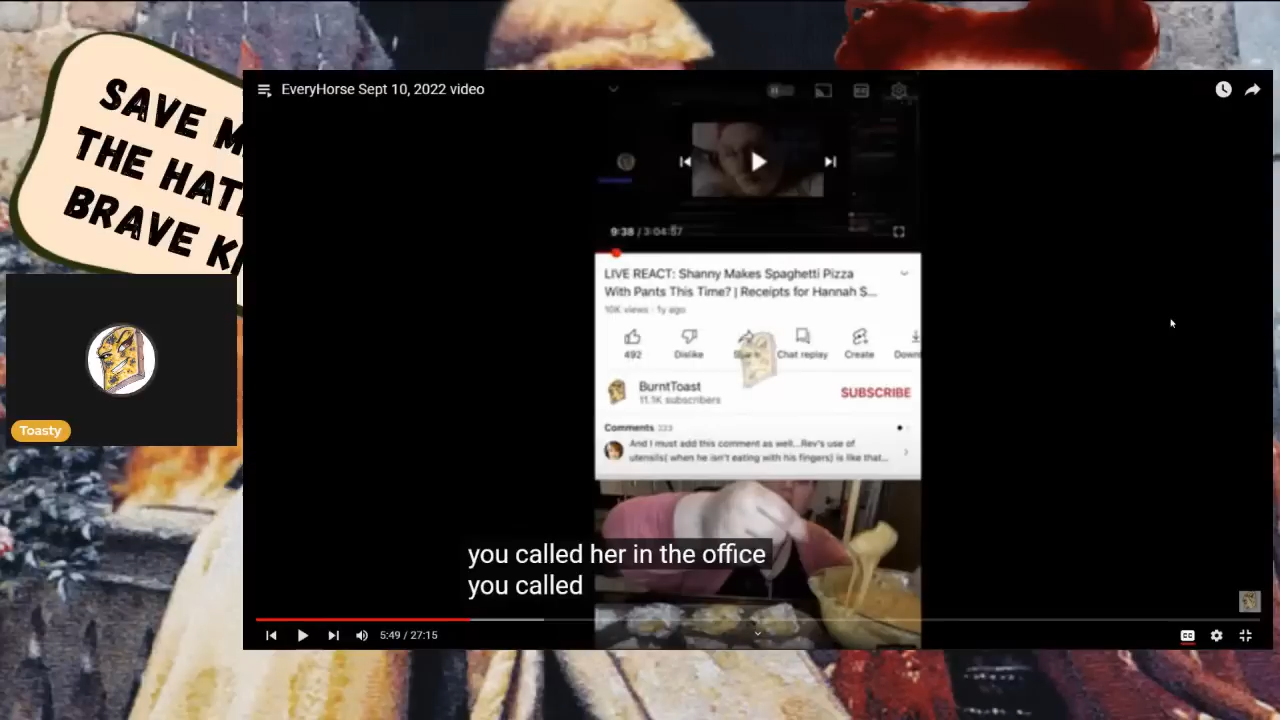 SAVE M
THE HAT
BRAVE K
Toasty
EveryHorse Sept 10, 2022 video
9:38 / 3:04:57
LIVE REACT: Shanny Makes Spaghetti Pizza
With Pants This Time? | Receipts for Hannah S...
10K views · 1y ago
492
Dislike
Chat replay
Create
Down
BurntToast
11.1K subscribers
SUBSCRIBE
Comments 223
And I must add this comment as well...Rev's use of
utensils( when he isn't eating with his fingers) is like that...
you called her in the office
you called
5:49 / 27:15
CC